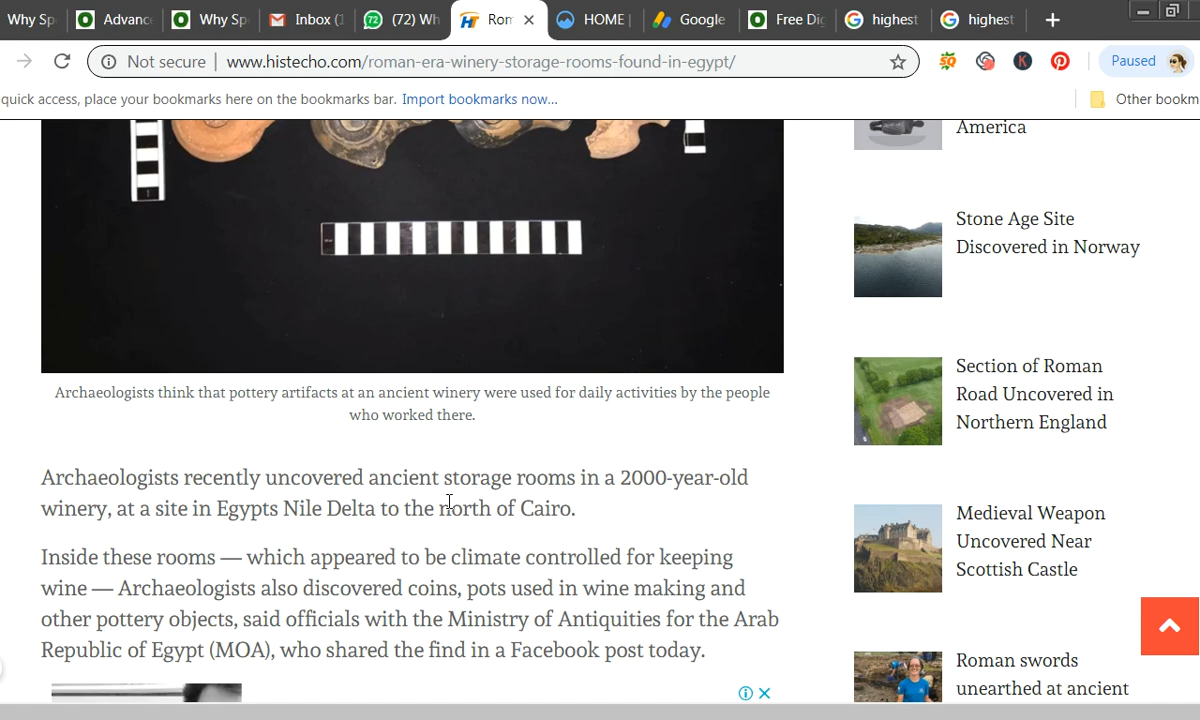 Why Sp
Advanc
Why Sp
Inbox (1
72
(72) Wh
HT
Rom
HOME |
Google
Free Dic
highest
highest
Not secure
www.histecho.com/roman-era-winery-storage-rooms-found-in-egypt/
SQ
K
Paused
quick access, place your bookmarks here on the bookmarks bar. Import bookmarks now...
Other bookm
Archaeologists think that pottery artifacts at an ancient winery were used for daily activities by the people
who worked there.
Archaeologists recently uncovered ancient storage rooms in a 2000-year-old
winery, at a site in Egypts Nile Delta to the north of Cairo.
Inside these rooms — which appeared to be climate controlled for keeping
wine — Archaeologists also discovered coins, pots used in wine making and
other pottery objects, said officials with the Ministry of Antiquities for the Arab
Republic of Egypt (MOA), who shared the find in a Facebook post today.
America
Stone Age Site
Discovered in Norway
Section of Roman
Road Uncovered in
Northern England
Medieval Weapon
Uncovered Near
Scottish Castle
Roman swords
unearthed at ancient